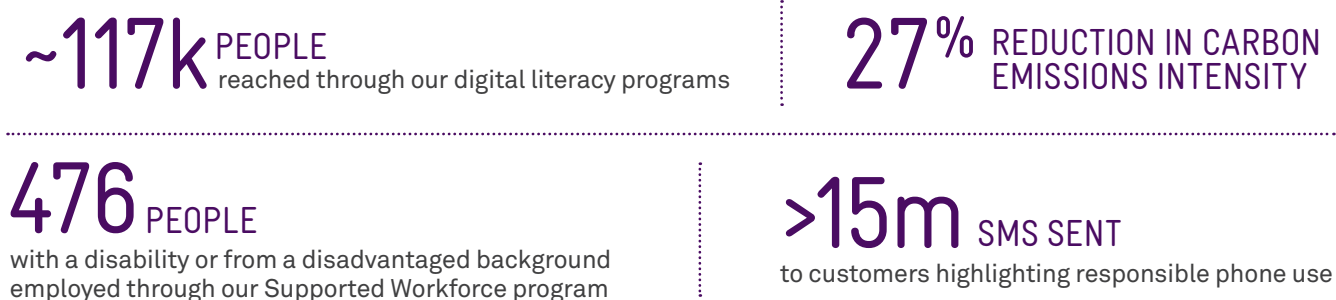 ~117k PEOPLE
reached through our digital literacy programs
27% REDUCTION IN CARBON
EMISSIONS INTENSITY
476 PEOPLE
with a disability or from a disadvantaged background
employed through our Supported Workforce program
>15m SMS SENT
to customers highlighting responsible phone use